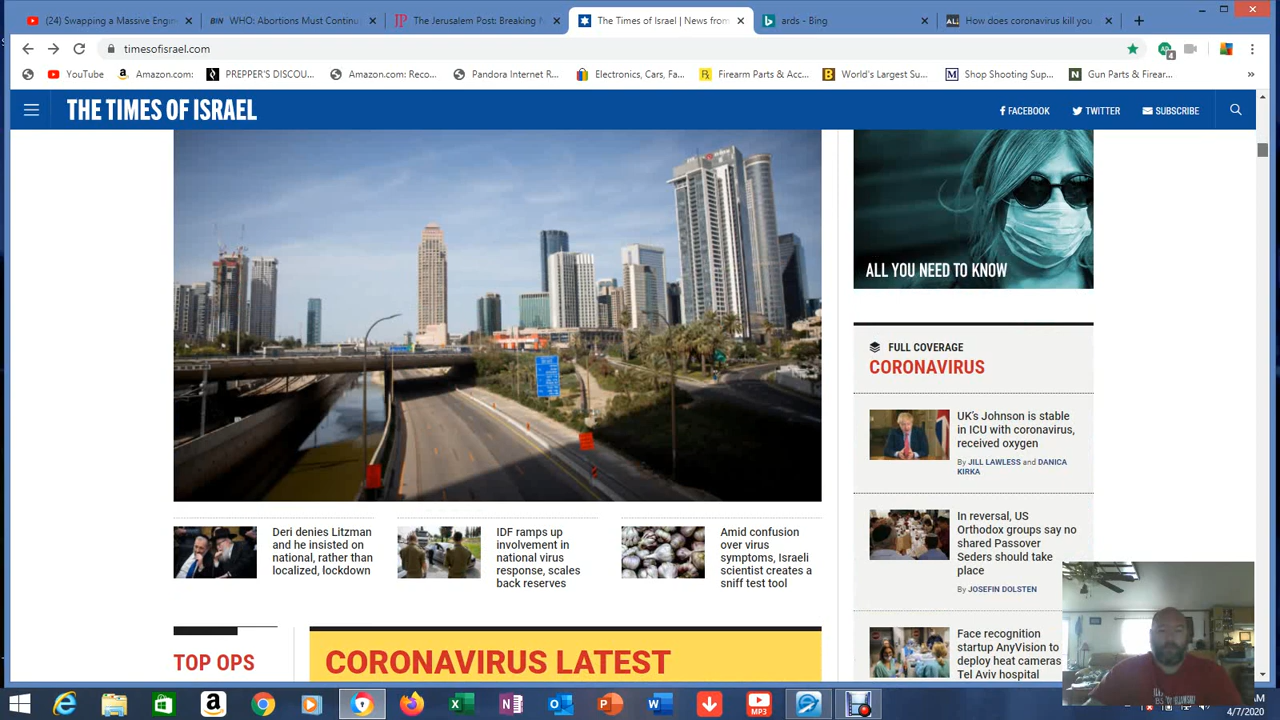 (24) Swapping a Massive Engin
BIN WHO: Abortions Must Continu
JP The Jerusalem Post: Breaking N
The Times of Israel | News from
ards - Bing
ALL How does coronavirus kill you
timesofisrael.com
YouTube
Amazon.com:
PREPPER'S DISCOU...
Amazon.com: Reco...
Pandora Internet R...
Electronics, Cars, Fa...
Firearm Parts & Acc...
World's Largest Su...
Shop Shooting Sup...
Gun Parts & Firear...
THE TIMES OF ISRAEL
FACEBOOK
TWITTER
SUBSCRIBE
ALL YOU NEED TO KNOW
FULL COVERAGE
CORONAVIRUS
UK's Johnson is stable
in ICU with coronavirus,
received oxygen
By JILL LAWLESS and DANICA
KIRKA
In reversal, US
Orthodox groups say no
shared Passover
Seders should take
place
By JOSEFIN DOLSTEN
Face recognition
startup AnyVision to
deploy heat cameras
Tel Aviv hospital
Deri denies Litzman
and he insisted on
national, rather than
localized, lockdown
IDF ramps up
involvement in
national virus
response, scales
back reserves
Amid confusion
over virus
symptoms, Israeli
scientist creates a
sniff test tool
TOP OPS
CORONAVIRUS LATEST
MP3
4/7/2020